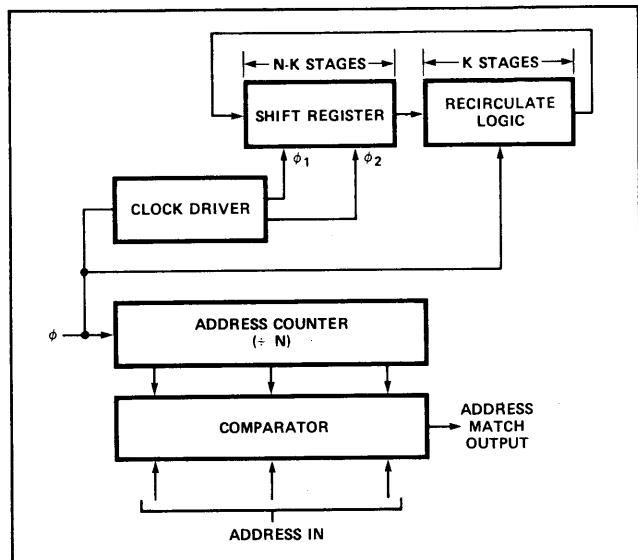 N-K STAGES
K STAGES
SHIFT REGISTER
RECIRCULATE
LOGIC
ϕ1
ϕ2
CLOCK DRIVER
ϕ
ADDRESS COUNTER
(÷ N)
COMPARATOR
ADDRESS
MATCH
OUTPUT
ADDRESS IN